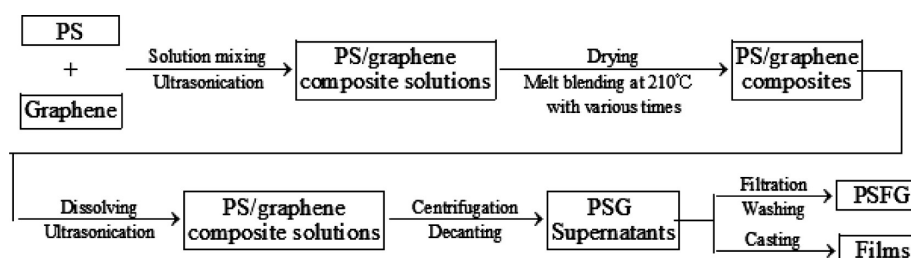 PS
+
Graphene
Solution mixing
Ultrasonication
PS/graphene
composite solutions
Drying
Melt blending at 210℃
with various times
PS/graphene
composites
Dissolving
Ultrasonication
PS/graphene
composite solutions
Centrifugation
Decanting
PSG
Supernatants
Filtration
Washing
PSFG
Casting
Films